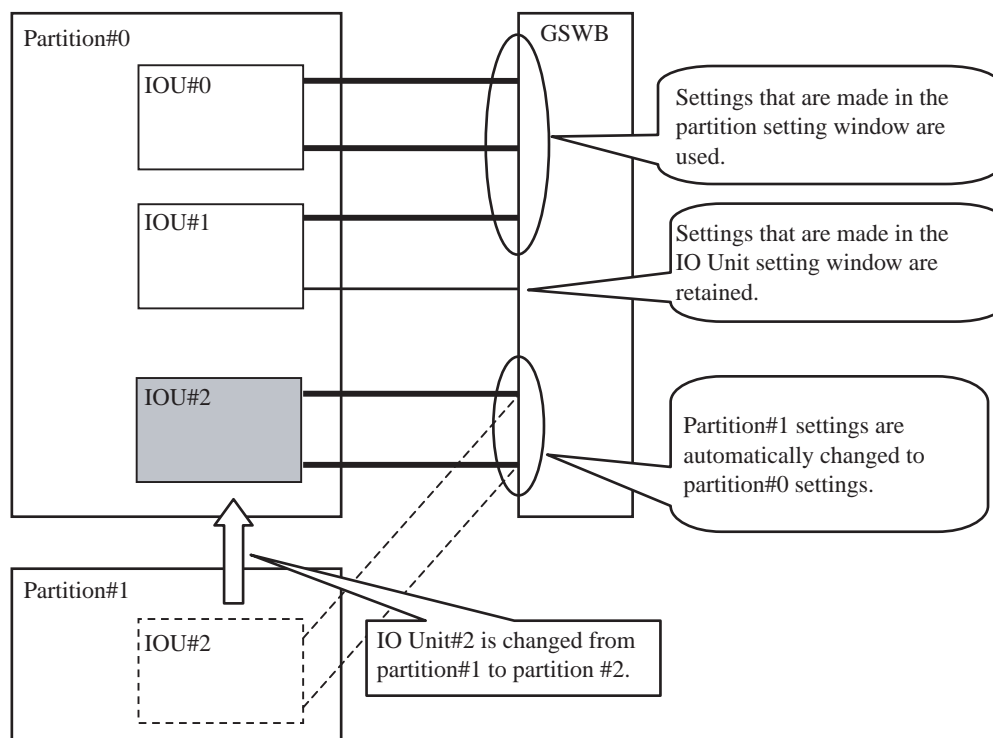 Partition#0
GSWB
IOU#0
Settings that are made in the
partition setting window are
used.
IOU#1
Settings that are made in the
IO Unit setting window are
retained.
IOU#2
Partition#1 settings are
automatically changed to
partition#0 settings.
Partition#1
IOU#2
IO Unit#2 is changed from
partition#1 to partition #2.